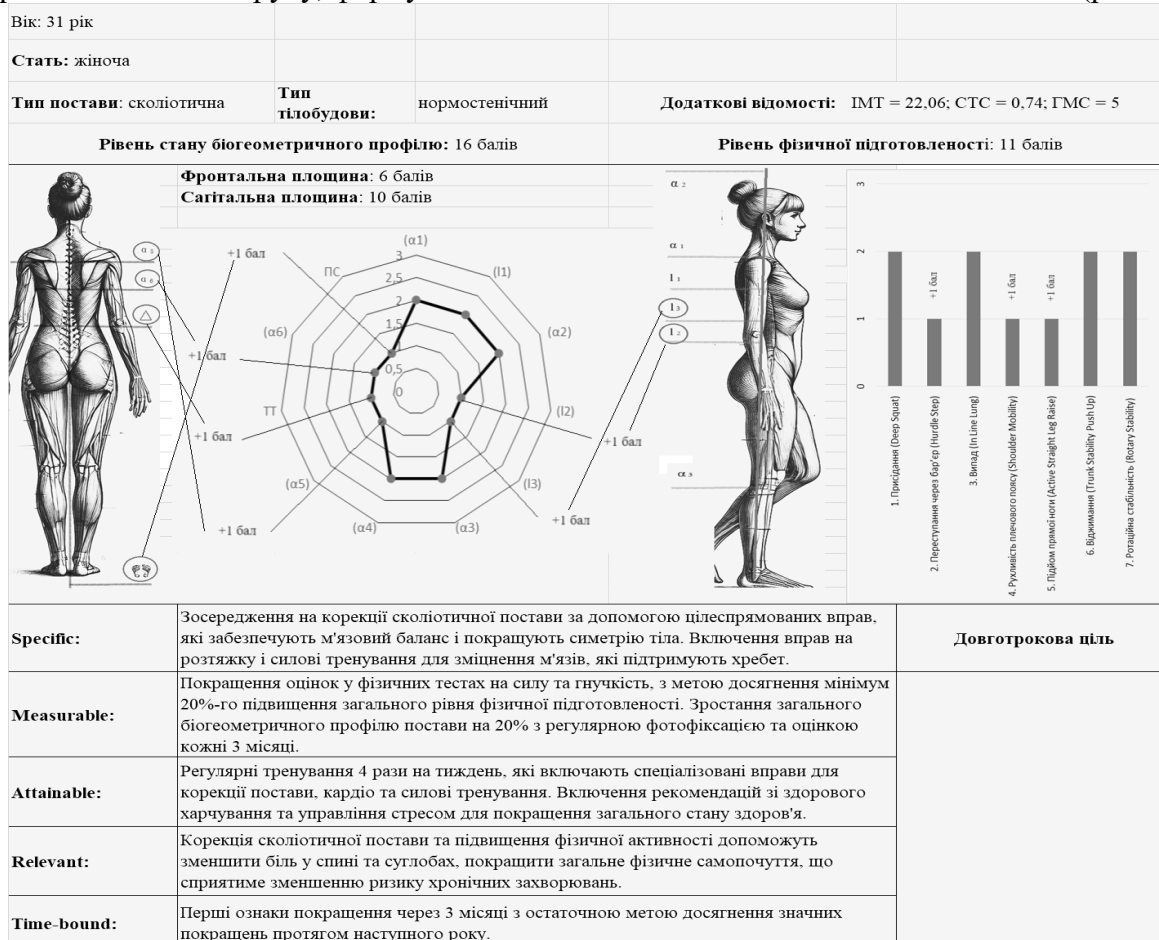 Вік: 31 рік
Стать: жіноча
Тип постави: сколіотична
Тип
тілобудови:
нормостенічний
Додаткові відомості: ІМТ = 22,06; СТС = 0,74; ГМС = 5
Рівень стану біогеометричного профілю: 16 балів
Рівень фізичної підготовленості: 11 балів
Фронтальна площина: 6 балів
Сагітальна площина: 10 балів
α 5
α 6
△
+1 бал
+1 бал
+1 бал
+1 бал
(α1)
(l1)
(α2)
(l2)
(l3)
(α3)
(α4)
(α5)
ТТ
(α6)
ПС
3
2,5
2
1,5
1
0,5
0
+1 бал
+1 бал
α 2
α 1
l 1
l 3
l 2
α 3
3
2
1
0
+1 бал
+1 бал
+1 бал
1. Присідання (Deep Squat)
2. Переступання через бар'єр (Hurdle Step)
3. Випад (In Line Lung)
4. Рухливість плечового поясу (Shoulder Mobility)
5. Підйом прямої ноги (Active Straight Leg Raise)
6. Віджимання (Trunk Stability Push Up)
7. Ротаційна стабільність (Rotary Stability)
Specific:
Зосередження на корекції сколіотичної постави за допомогою цілеспрямованих вправ,
які забезпечують м'язовий баланс і покращують симетрію тіла. Включення вправ на
розтяжку і силові тренування для зміцнення м'язів, які підтримують хребет.
Довготрокова ціль
Measurable:
Покращення оцінок у фізичних тестах на силу та гнучкість, з метою досягнення мінімум
20%-го підвищення загального рівня фізичної підготовленості. Зростання загального
біогеометричного профілю постави на 20% з регулярною фотофіксацією та оцінкою
кожні 3 місяці.
Attainable:
Регулярні тренування 4 рази на тиждень, які включають спеціалізовані вправи для
корекції постави, кардіо та силові тренування. Включення рекомендацій зі здорового
харчування та управління стресом для покращення загального стану здоров'я.
Relevant:
Корекція сколіотичної постави та підвищення фізичної активності допоможуть
зменшити біль у спині та суглобах, покращити загальне фізичне самопочуття, що
сприятиме зменшенню ризику хронічних захворювань.
Time-bound:
Перші ознаки покращення через 3 місяці з остаточною метою досягнення значних
покращень протягом наступного року.